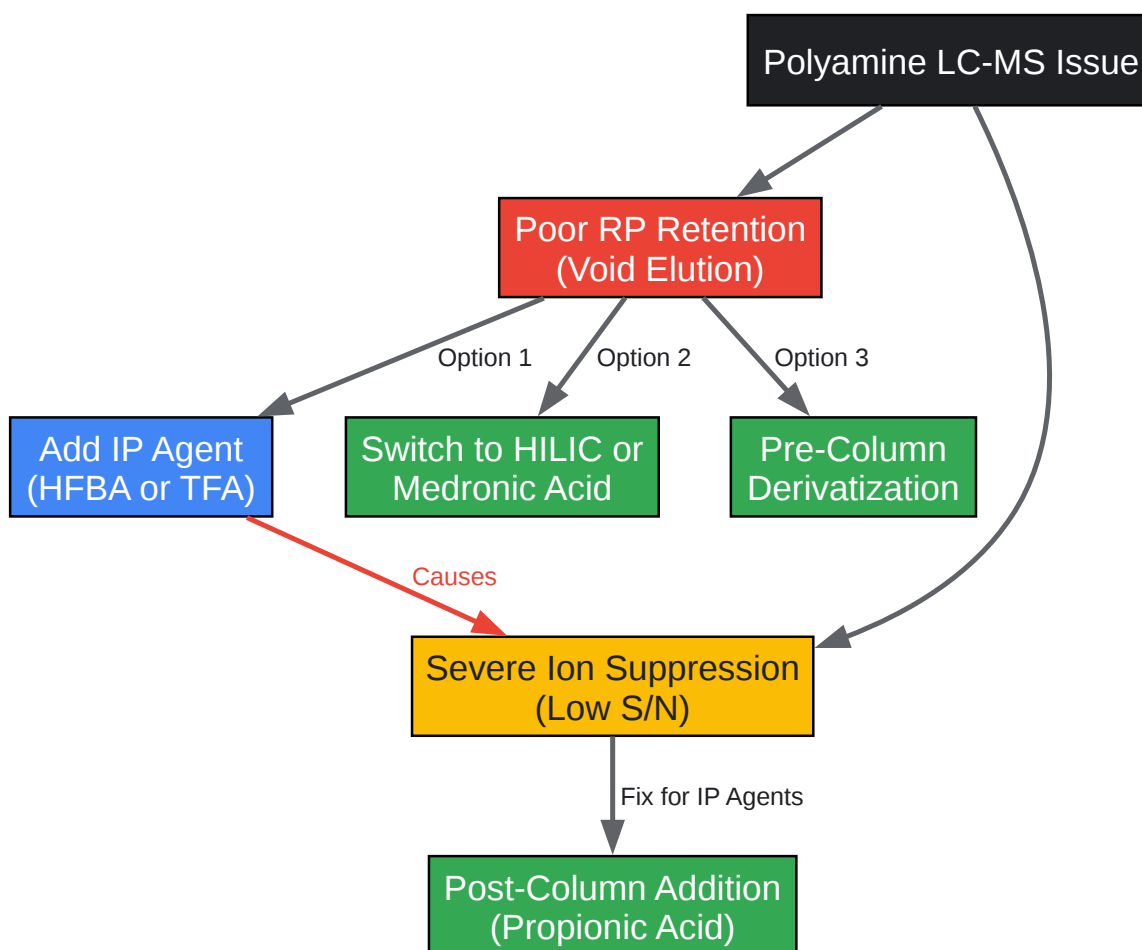 Polyamine LC-MS Issue
Poor RP Retention
(Void Elution)
Option 1
Option 2
Option 3
Add IP Agent
(HFBA or TFA)
Switch to HILIC or
Medronic Acid
Pre-Column
Derivatization
Causes
Severe Ion Suppression
(Low S/N)
Fix for IP Agents
Post-Column Addition
(Propionic Acid)